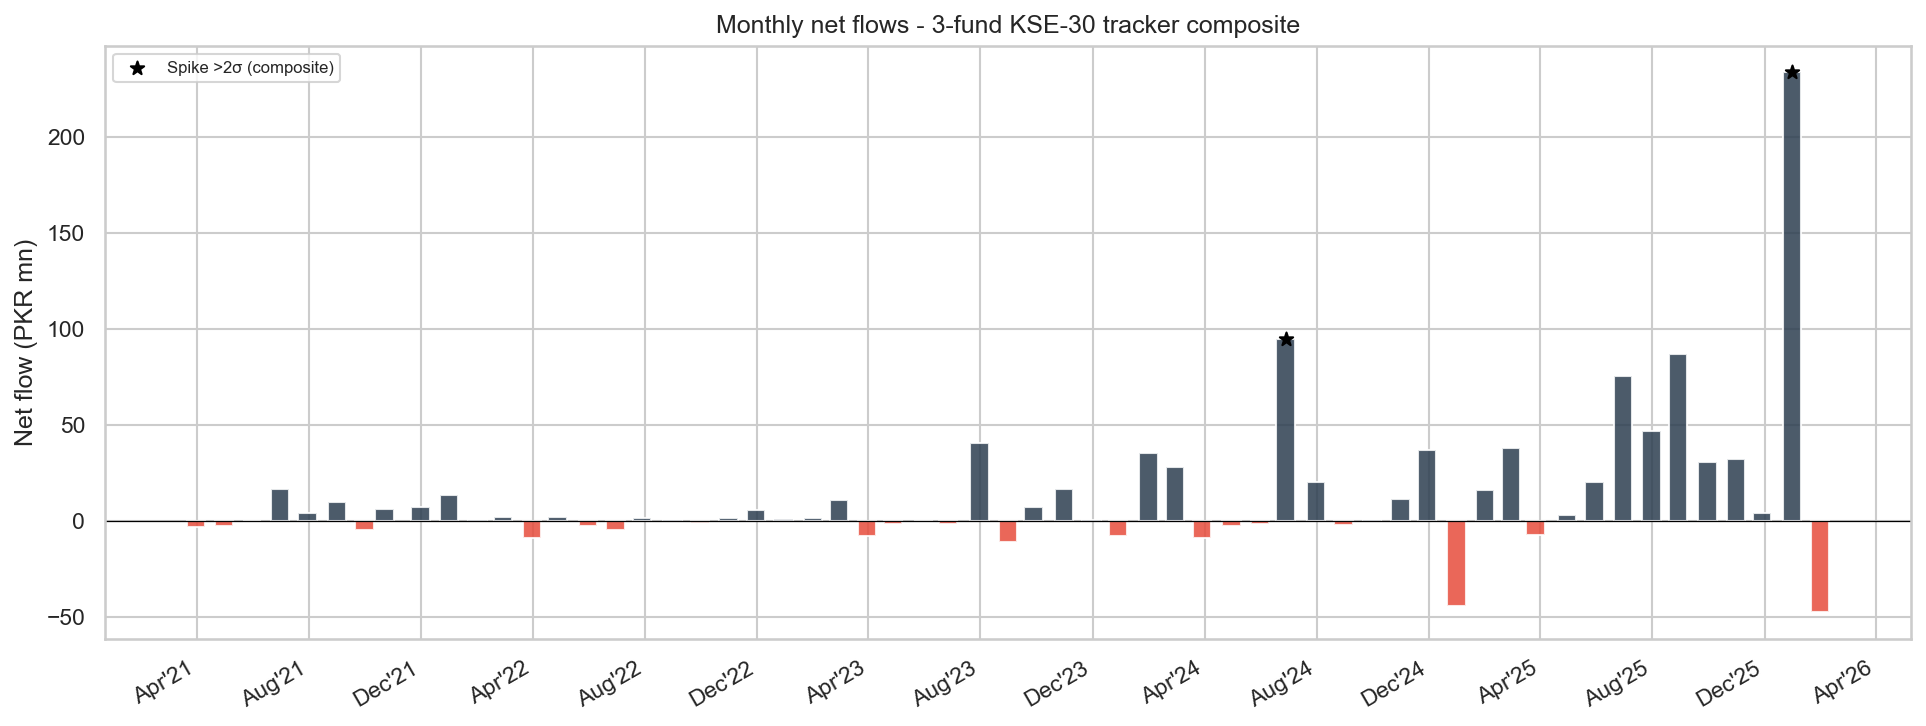 Monthly net flows - 3-fund KSE-30 tracker composite
Spike >2σ (composite)
Net flow (PKR mn)
200
150
100
50
0
−50
Apr'21
Aug'21
Dec'21
Apr'22
Aug'22
Dec'22
Apr'23
Aug'23
Dec'23
Apr'24
Aug'24
Dec'24
Apr'25
Aug'25
Dec'25
Apr'26